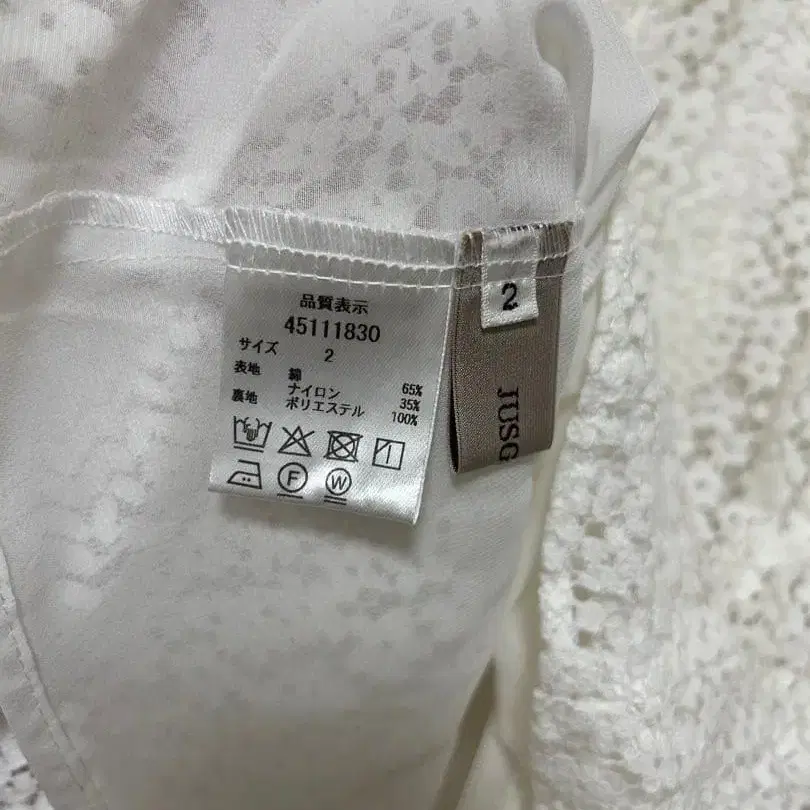 品質表示
45111830
サイズ 2
表地 綿 65%
ナイロン 35%
裏地 ポリエステル 100%
F W
2
JUSG